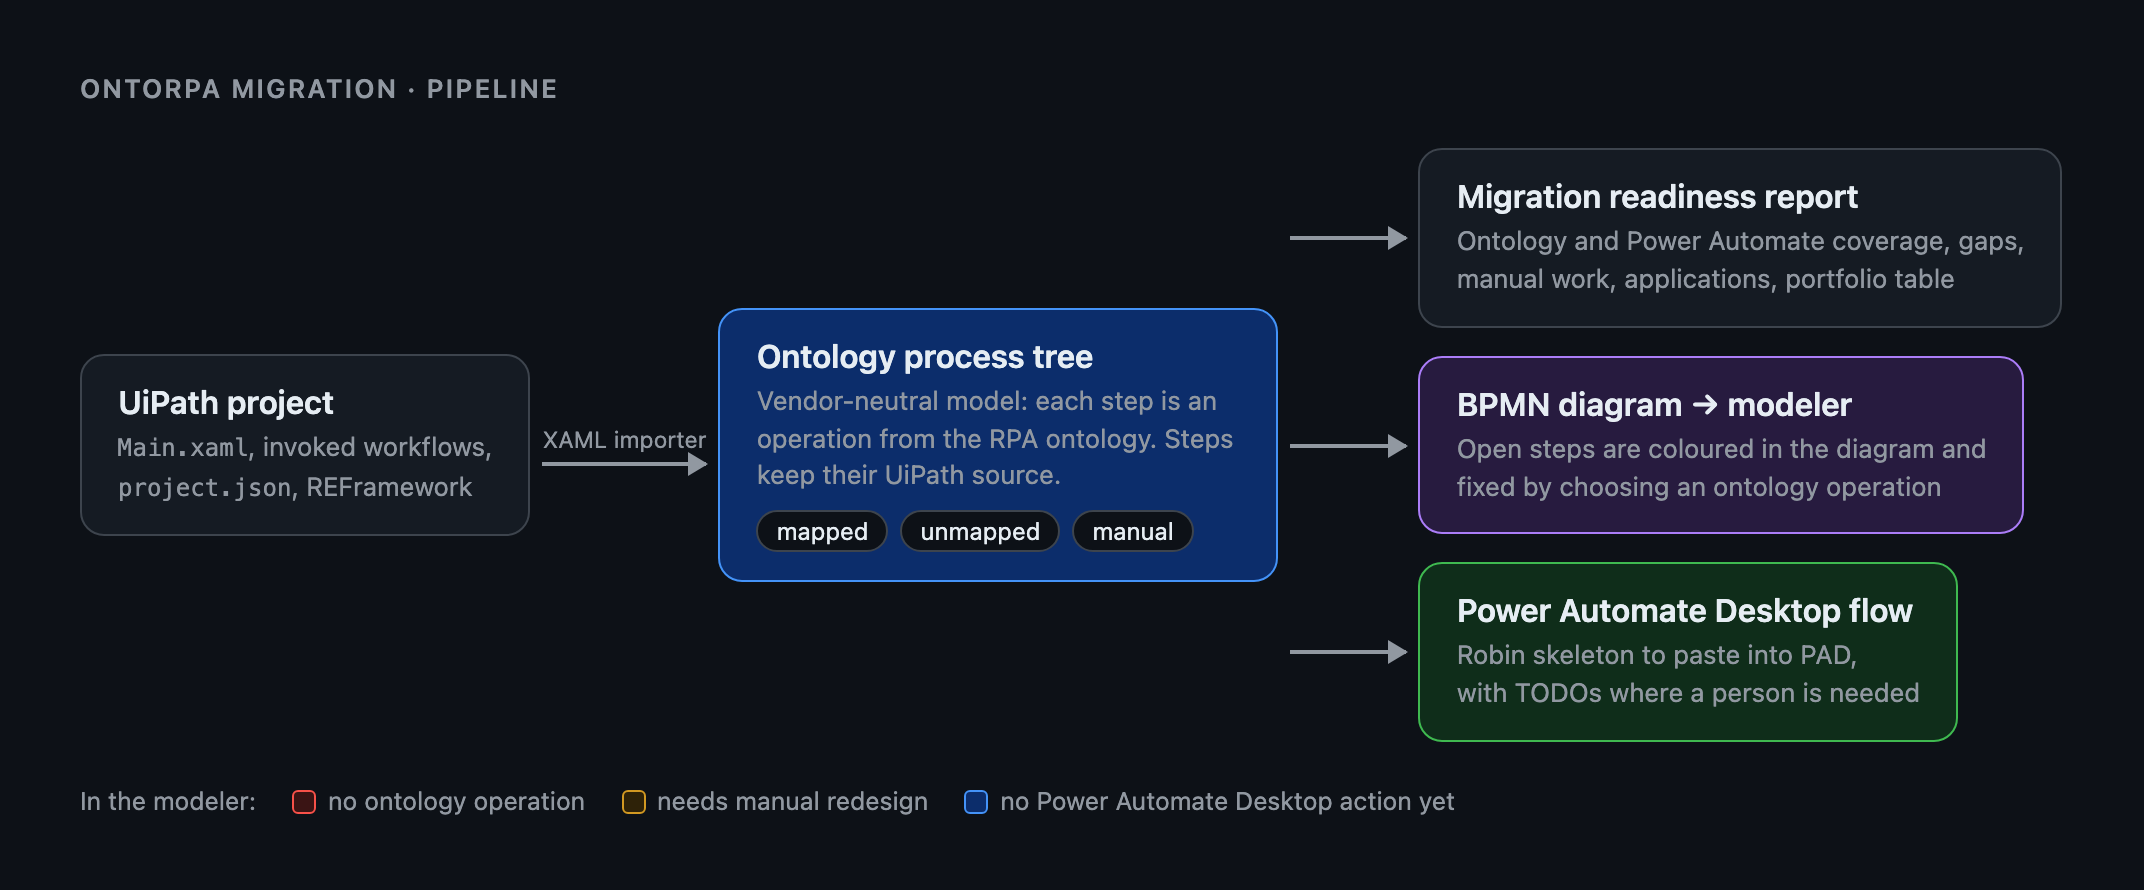 ONTORPA MIGRATION · PIPELINE
UiPath project
Main.xaml, invoked workflows,
project.json, REFramework
XAML importer
Ontology process tree
Vendor-neutral model: each step is an
operation from the RPA ontology. Steps
keep their UiPath source.
mapped unmapped manual
Migration readiness report
Ontology and Power Automate coverage, gaps,
manual work, applications, portfolio table
BPMN diagram → modeler
Open steps are coloured in the diagram and
fixed by choosing an ontology operation
Power Automate Desktop flow
Robin skeleton to paste into PAD,
with TODOs where a person is needed
In the modeler: no ontology operation needs manual redesign no Power Automate Desktop action yet